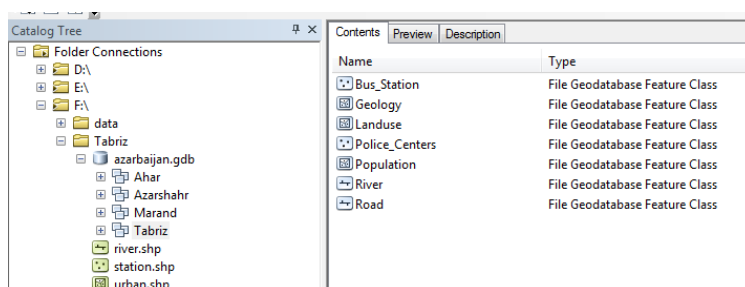 Catalog Tree
Folder Connections
D:\
E:\
F:\
data
Tabriz
azarbaijan.gdb
Ahar
Azarshahr
Marand
Tabriz
river.shp
station.shp
urban.shp
Contents Preview Description
Name Type
Bus_Station File Geodatabase Feature Class
Geology File Geodatabase Feature Class
Landuse File Geodatabase Feature Class
Police_Centers File Geodatabase Feature Class
Population File Geodatabase Feature Class
River File Geodatabase Feature Class
Road File Geodatabase Feature Class